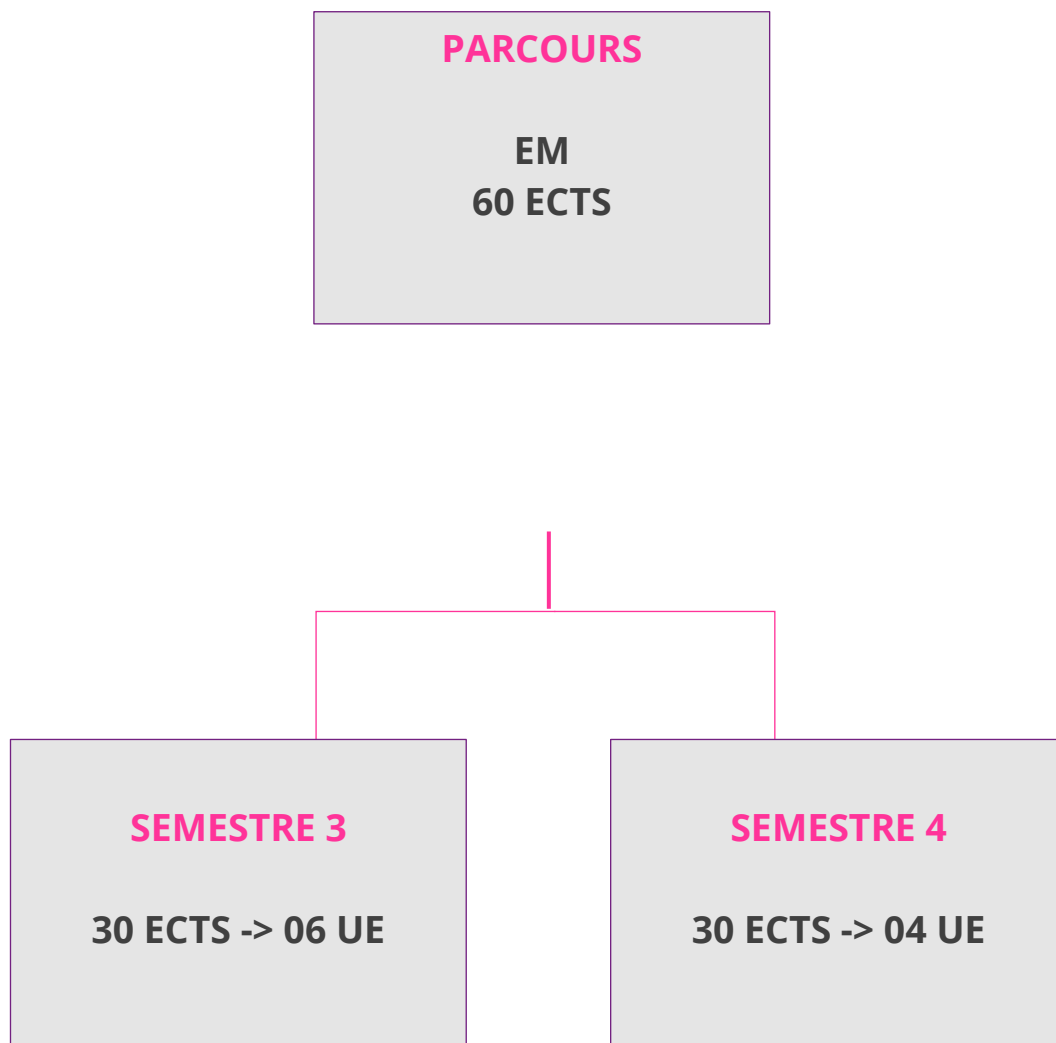 PARCOURS
EM
60 ECTS
SEMESTRE 3
30 ECTS -> 06 UE
SEMESTRE 4
30 ECTS -> 04 UE